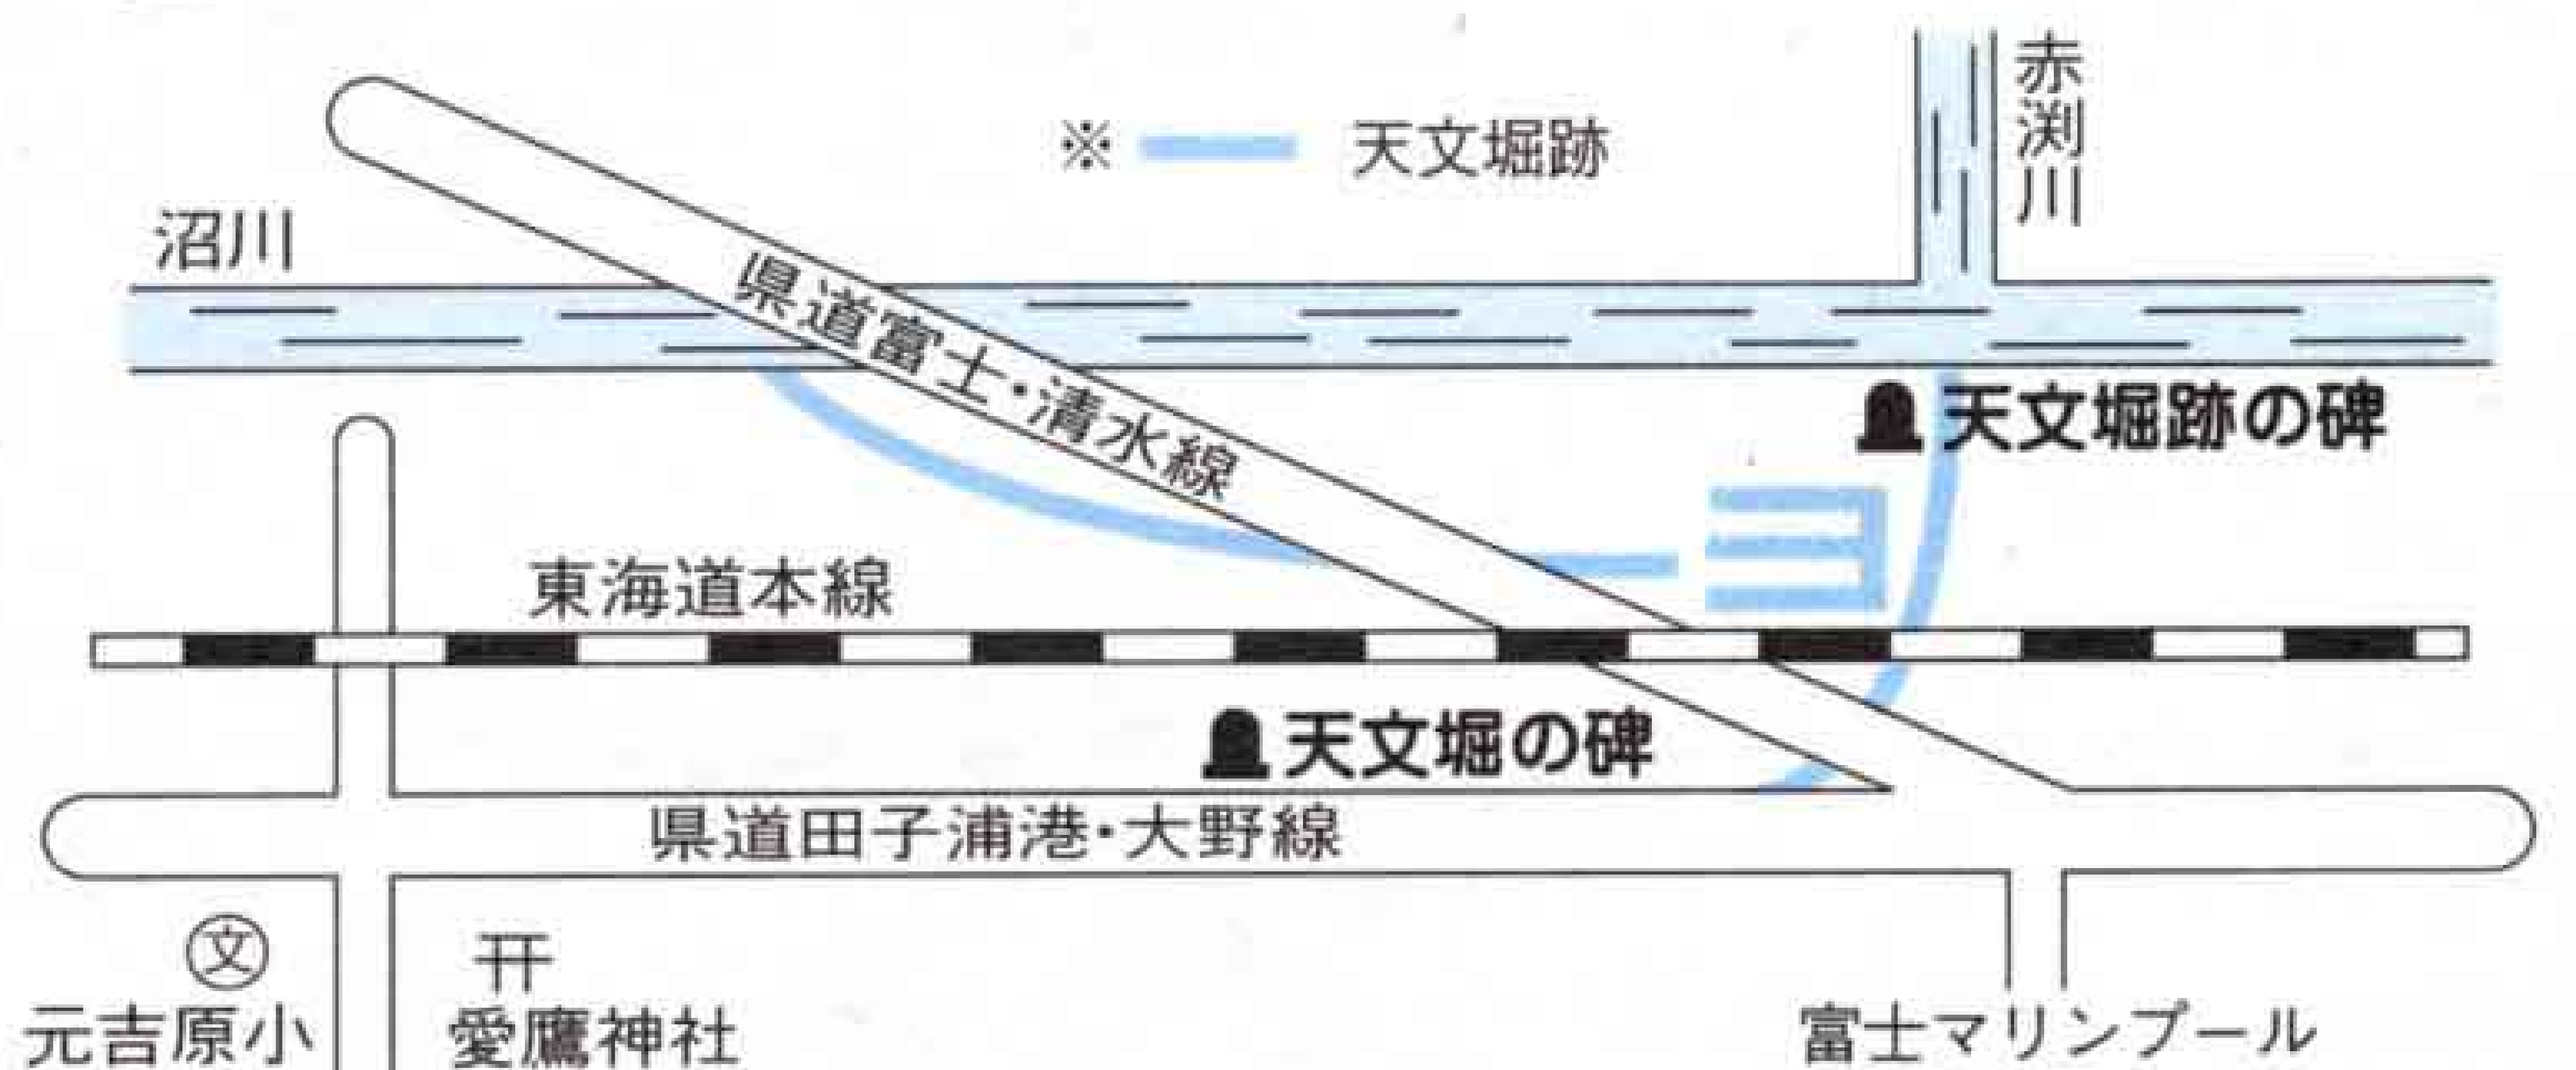 赤渕川
※ 天文堀跡
沼川
県道富士・清水線
天文堀跡の碑
東海道本線
天文堀の碑
県道田子浦港・大野線
文
元吉原小
愛鷹神社
富士マリンプール